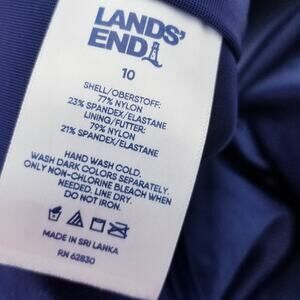 LANDS'
END
10
SHELL/OBERSTOFF:
77% NYLON
23% SPANDEX/ELASTANE
LINING/FUTTER:
79% NYLON
21% SPANDEX/ELASTANE
HAND WASH COLD.
WASH DARK COLORS SEPARATELY.
ONLY NON-CHLORINE BLEACH WHEN
NEEDED. LINE DRY.
DO NOT IRON.
MADE IN SRI LANKA
RN 62830